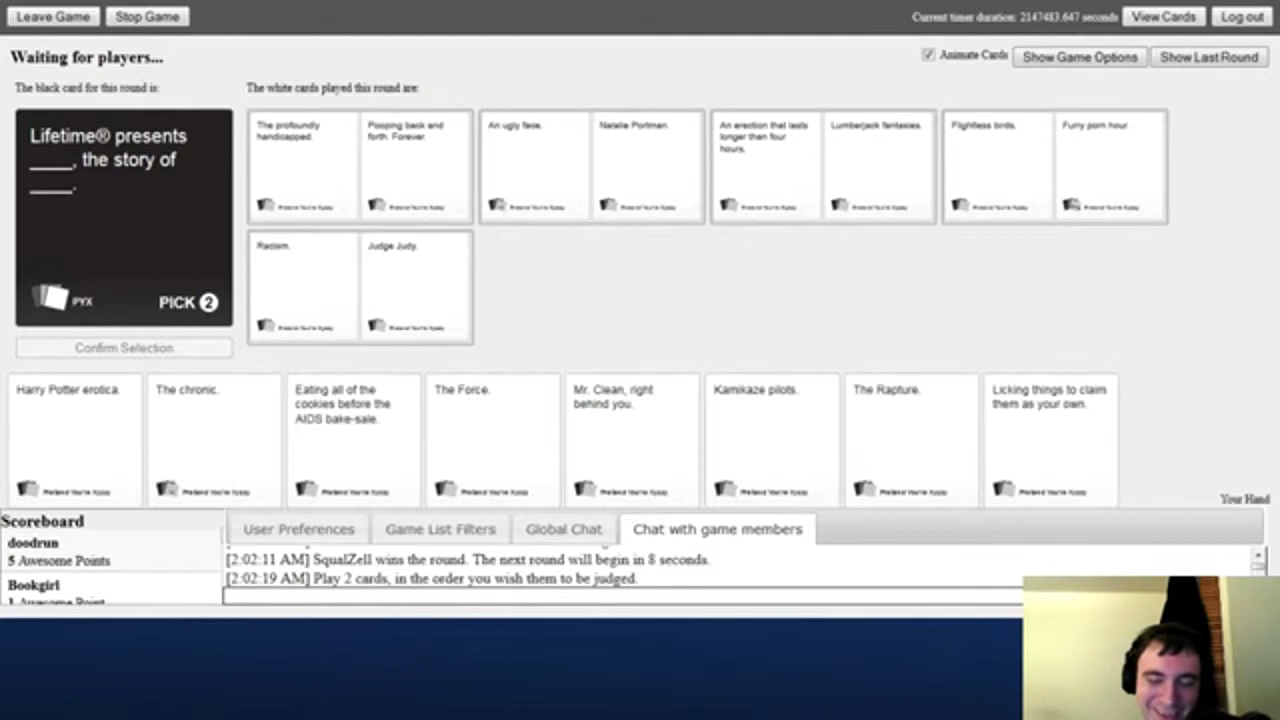 Leave Game
Stop Game
Current timer duration: 2147483.647 seconds
View Cards
Log out
Waiting for players...
Animate Cards
Show Game Options
Show Last Round
The black card for this round is:
The white cards played this round are:
Lifetime® presents
____, the story of
____.
PYX
PICK 2
The profoundly
handicapped.
Pooping back and
forth. Forever.
An ugly face.
Natalie Portman.
An erection that lasts
longer than four
hours.
Lumberjack fantasies.
Flightless birds.
Furry porn hour.
Racism.
Judge Judy.
Confirm Selection
Harry Potter erotica.
The chronic.
Eating all of the
cookies before the
AIDS bake-sale.
The Force.
Mr. Clean, right
behind you.
Kamikaze pilots.
The Rapture.
Licking things to claim
them as your own.
Your Hand
Scoreboard
doodrun
5 Awesome Points
Bookgirl
1 Awesome Point
User Preferences
Game List Filters
Global Chat
Chat with game members
[2:02:11 AM] SqualZell wins the round. The next round will begin in 8 seconds.
[2:02:19 AM] Play 2 cards, in the order you wish them to be judged.